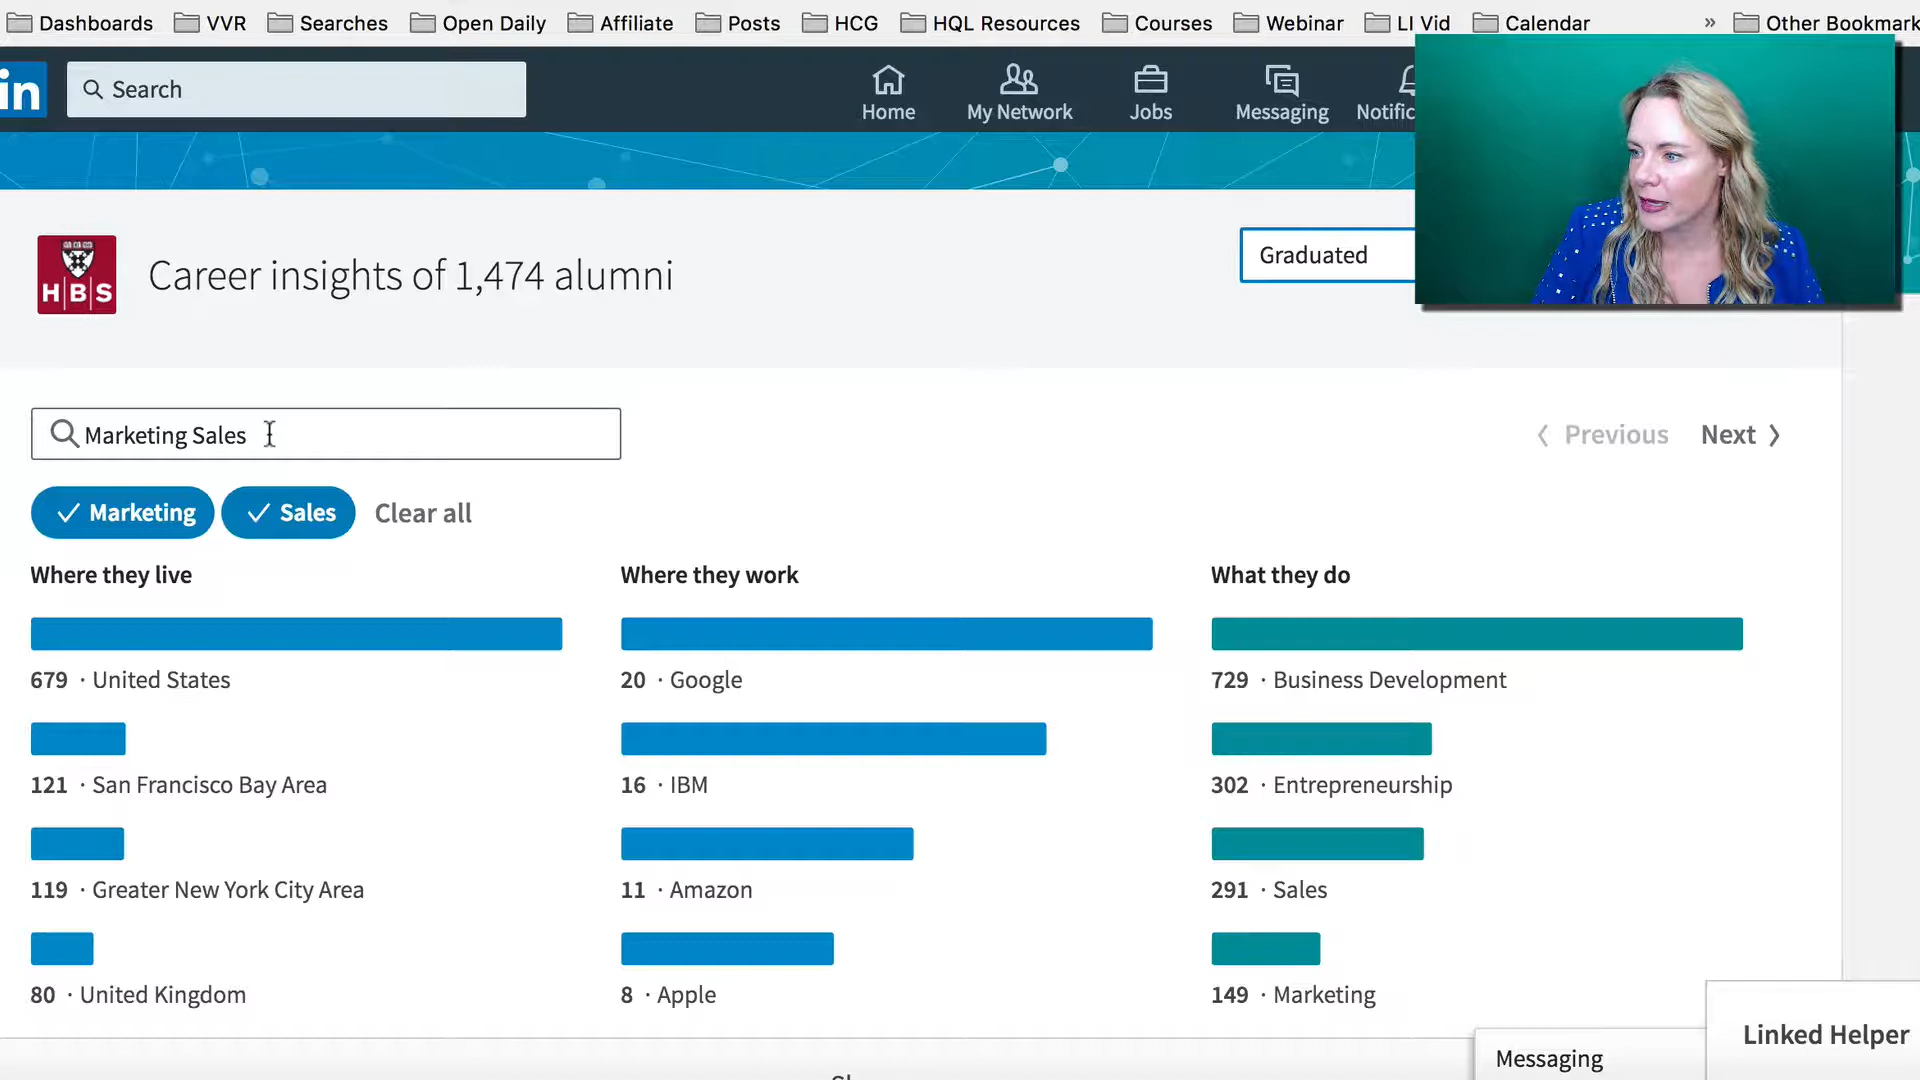 Dashboards VVR Searches Open Daily Affiliate Posts HCG HQL Resources Courses Webinar LI Vid Calendar » Other Bookmark
in Search Home My Network Jobs Messaging Notific
HBS Career insights of 1,474 alumni Graduated
Marketing Sales Previous Next
Marketing Sales Clear all
Where they live Where they work What they do
679 · United States 20 · Google 729 · Business Development
121 · San Francisco Bay Area 16 · IBM 302 · Entrepreneurship
119 · Greater New York City Area 11 · Amazon 291 · Sales
80 · United Kingdom 8 · Apple 149 · Marketing
Messaging Linked Helper